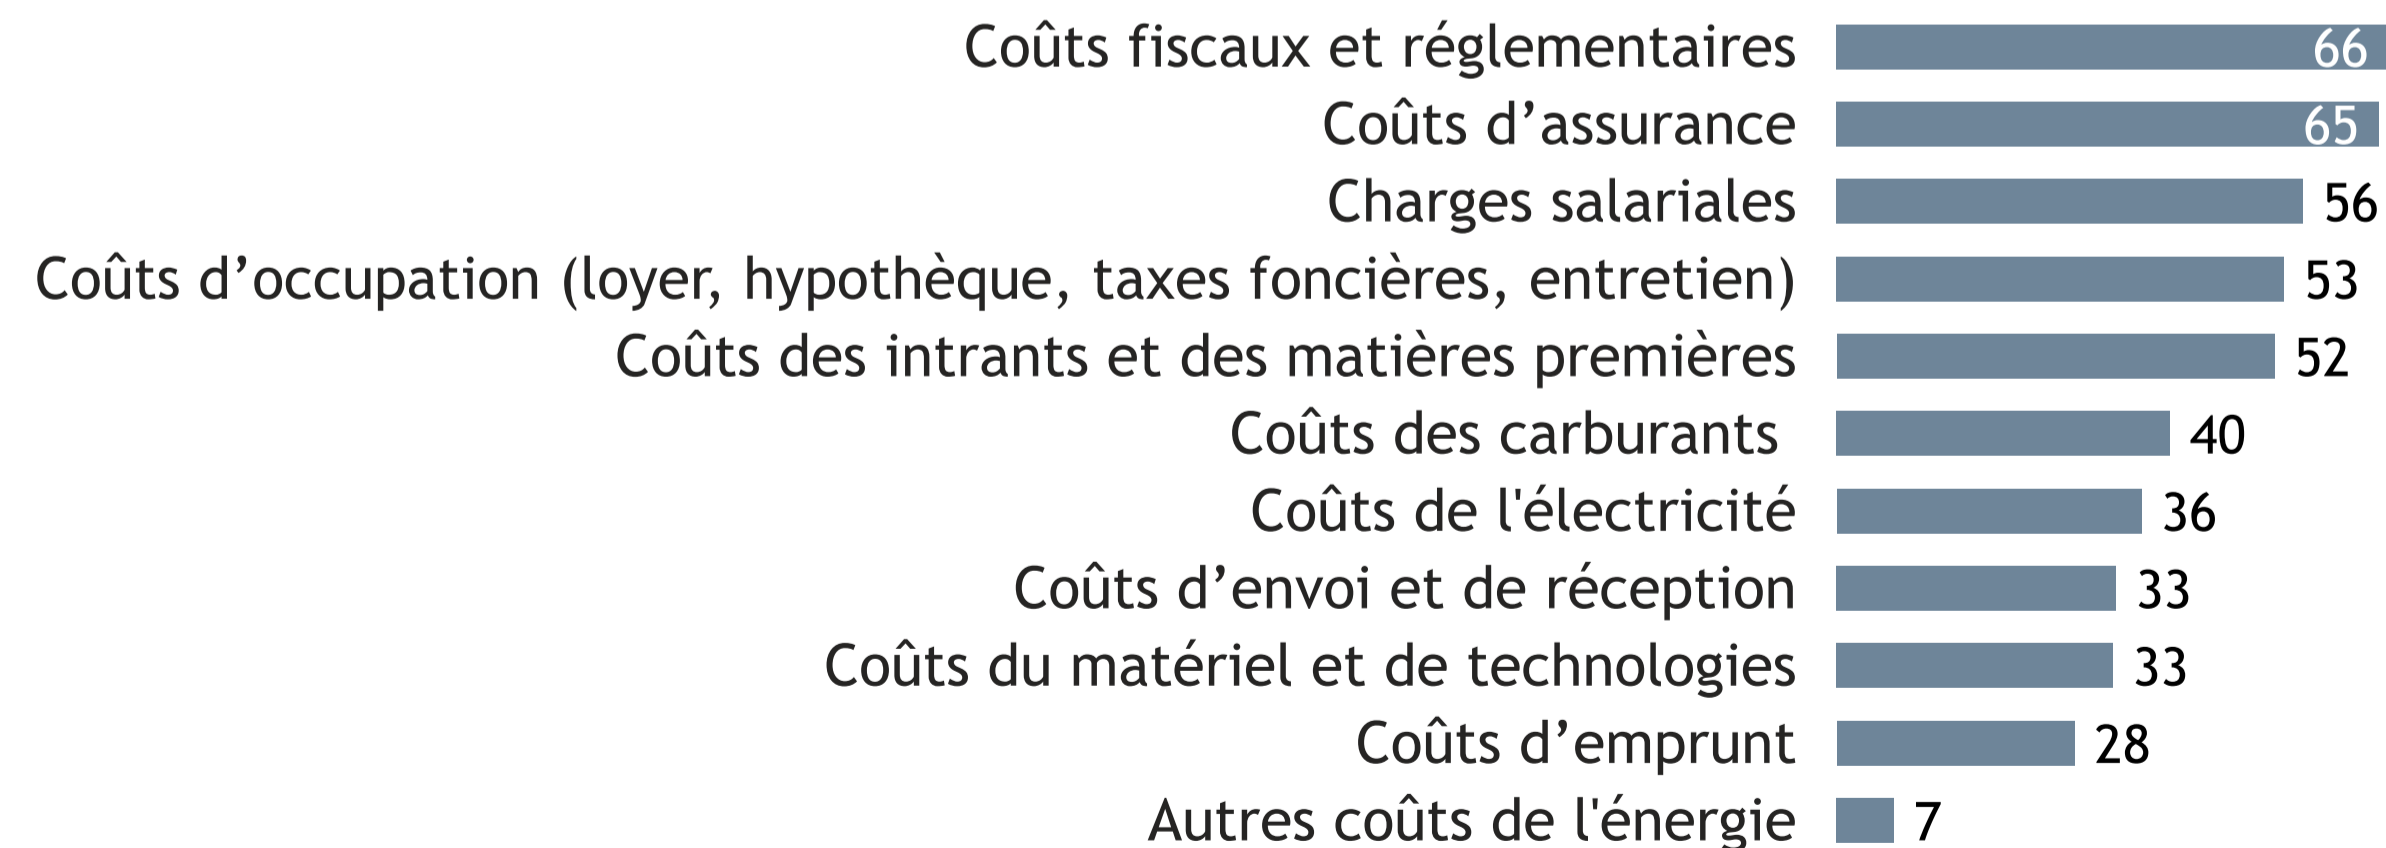 Coûts fiscaux et réglementaires 66
Coûts d’assurance 65
Charges salariales 56
Coûts d’occupation (loyer, hypothèque, taxes foncières, entretien) 53
Coûts des intrants et des matières premières 52
Coûts des carburants 40
Coûts de l'électricité 36
Coûts d’envoi et de réception 33
Coûts du matériel et de technologies 33
Coûts d’emprunt 28
Autres coûts de l'énergie 7